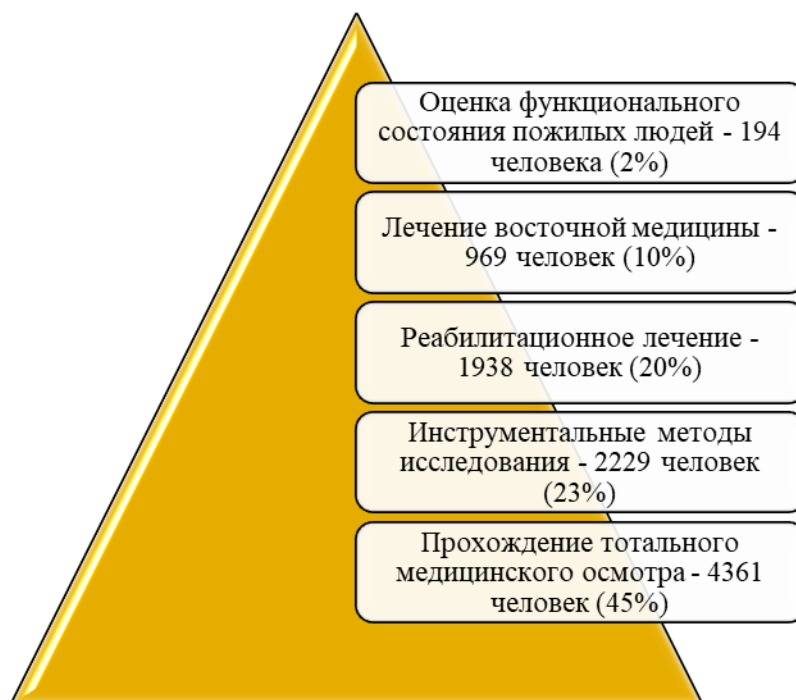 Оценка функционального
состояния пожилых людей - 194
человека (2%)
Лечение восточной медицины -
969 человек (10%)
Реабилитационное лечение -
1938 человек (20%)
Инструментальные методы
исследования - 2229 человек
(23%)
Прохождение тотального
медицинского осмотра - 4361
человек (45%)